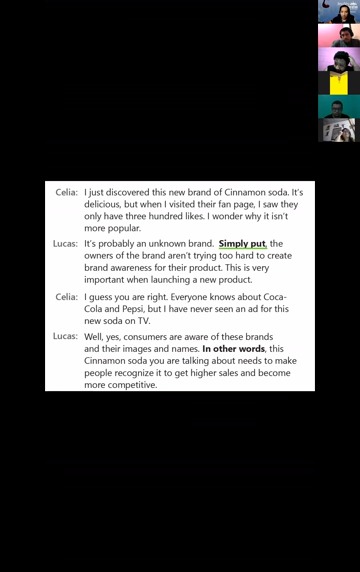 Celia: I just discovered this new brand of Cinnamon soda. It's
delicious, but when I visited their fan page, I saw they
only have three hundred likes. I wonder why it isn't
more popular.
Lucas: It's probably an unknown brand. Simply put, the
owners of the brand aren't trying too hard to create
brand awareness for their product. This is very
important when launching a new product.
Celia: I guess you are right. Everyone knows about Coca-
Cola and Pepsi, but I have never seen an ad for this
new soda on TV.
Lucas: Well, yes, consumers are aware of these brands
and their images and names. In other words, this
Cinnamon soda you are talking about needs to make
people recognize it to get higher sales and become
more competitive.